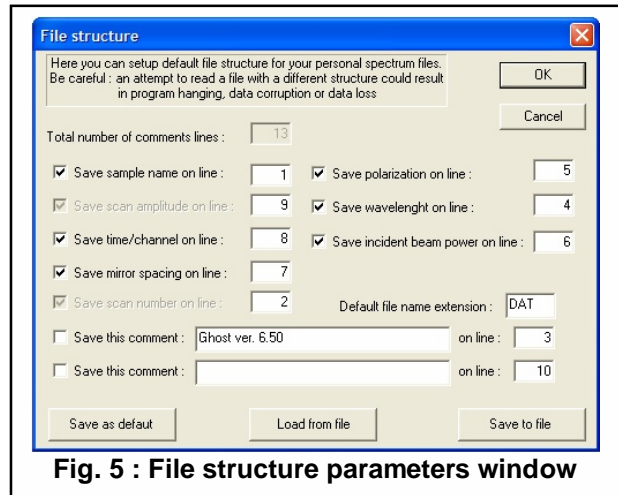 File structure
Here you can setup default file structure for your personal spectrum files.
Be careful : an attempt to read a file with a different structure could result
in program hanging, data corruption or data loss
OK
Cancel
Total number of comments lines : 13
Save sample name on line : 1
Save polarization on line : 5
Save scan amplitude on line : 9
Save wavelenght on line : 4
Save time/channel on line : 8
Save incident beam power on line : 6
Save mirror spacing on line : 7
Save scan number on line : 2
Default file name extension : DAT
Save this comment : Ghost ver. 6.50 on line : 3
Save this comment : on line : 10
Save as defaut
Load from file
Save to file
Fig. 5 : File structure parameters window